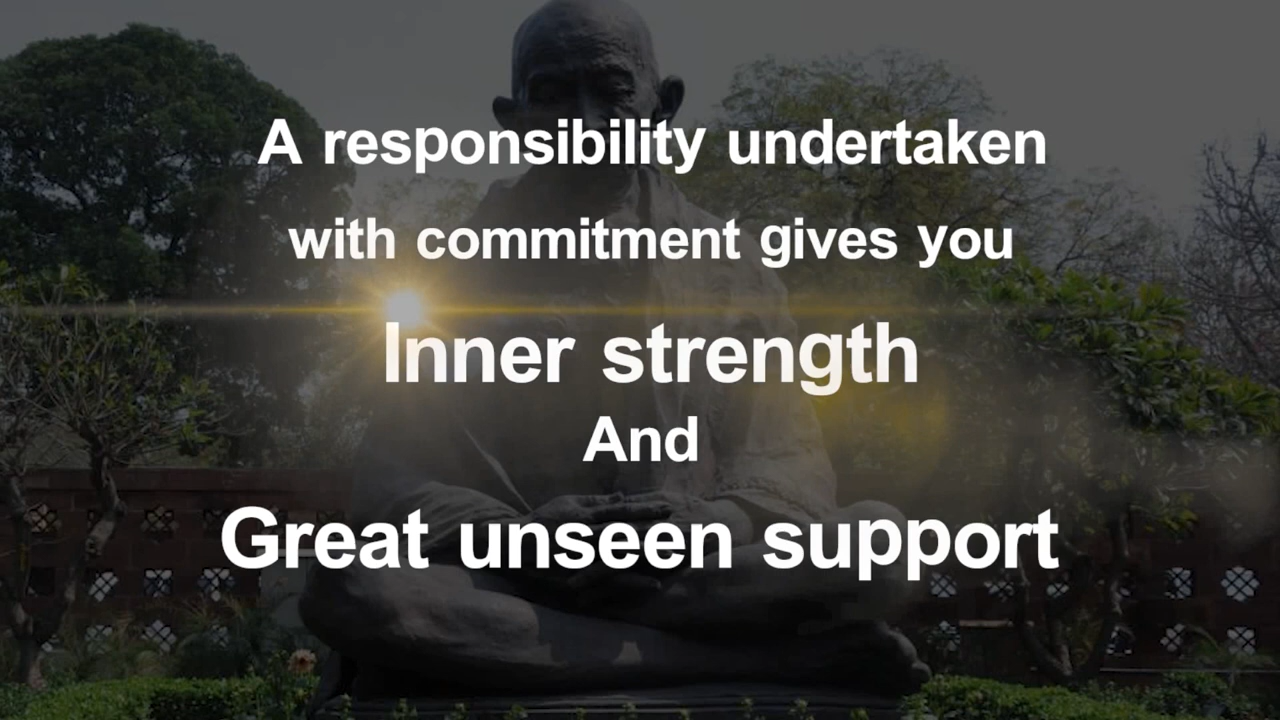 A responsibility undertaken
with commitment gives you
Inner strength
And
Great unseen support